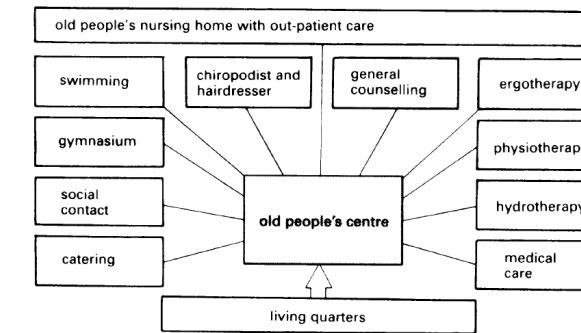 old people's nursing home with out-patient care
swimming
chiropodist and
hairdresser
general
counselling
ergotherapy
gymnasium
physiotherap
social
contact
old people's centre
hydrotherapy
catering
medical
care
living quarters